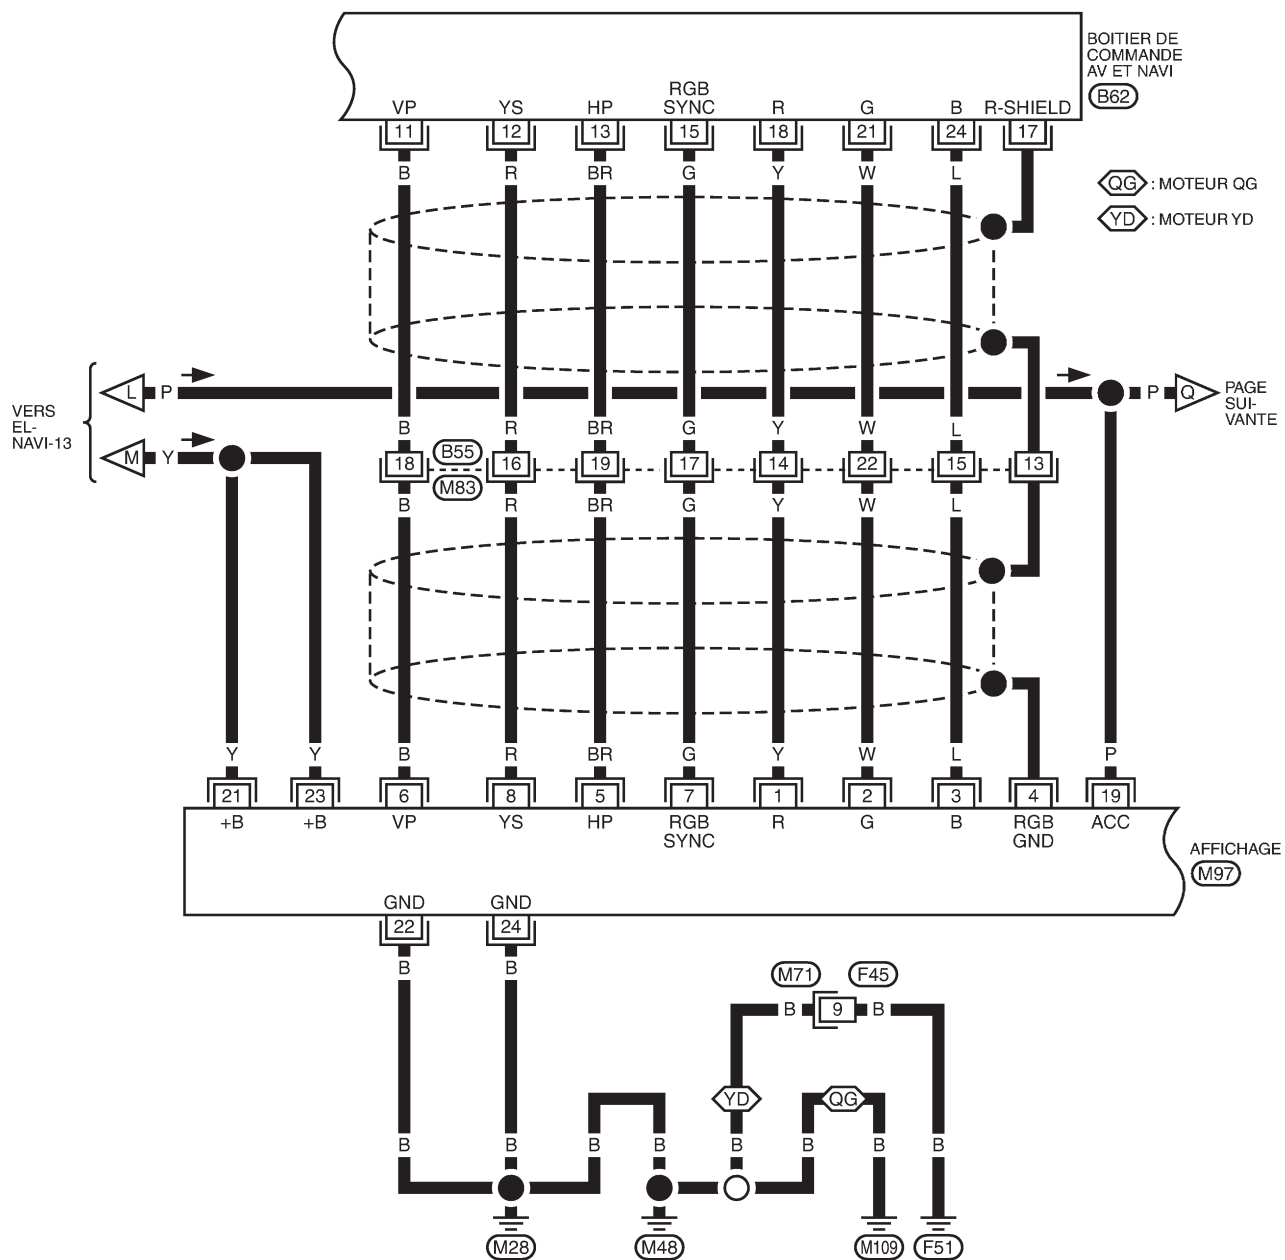 BOITIER DE
COMMANDE
AV ET NAVI
B62
VP YS HP RGB SYNC R G B R-SHIELD
11 12 13 15 18 21 24 17
B R BR G Y W L
QG : MOTEUR QG
YD : MOTEUR YD
VERS
EL-
NAVI-13
L P
P Q
PAGE
SUI-
VANTE
M Y
B R BR G Y W L
18 B55 16 19 17 14 22 15 13
M83
B R BR G Y W L
Y Y B R BR G Y W L P
21 23 6 8 5 7 1 2 3 4 19
+B +B VP YS HP RGB SYNC R G B RGB GND ACC
AFFICHAGE
M97
GND GND
22 24
B B
M71 F45
B 9 B
YD QG
B B B B B B B B
M28 M48 M109 F51